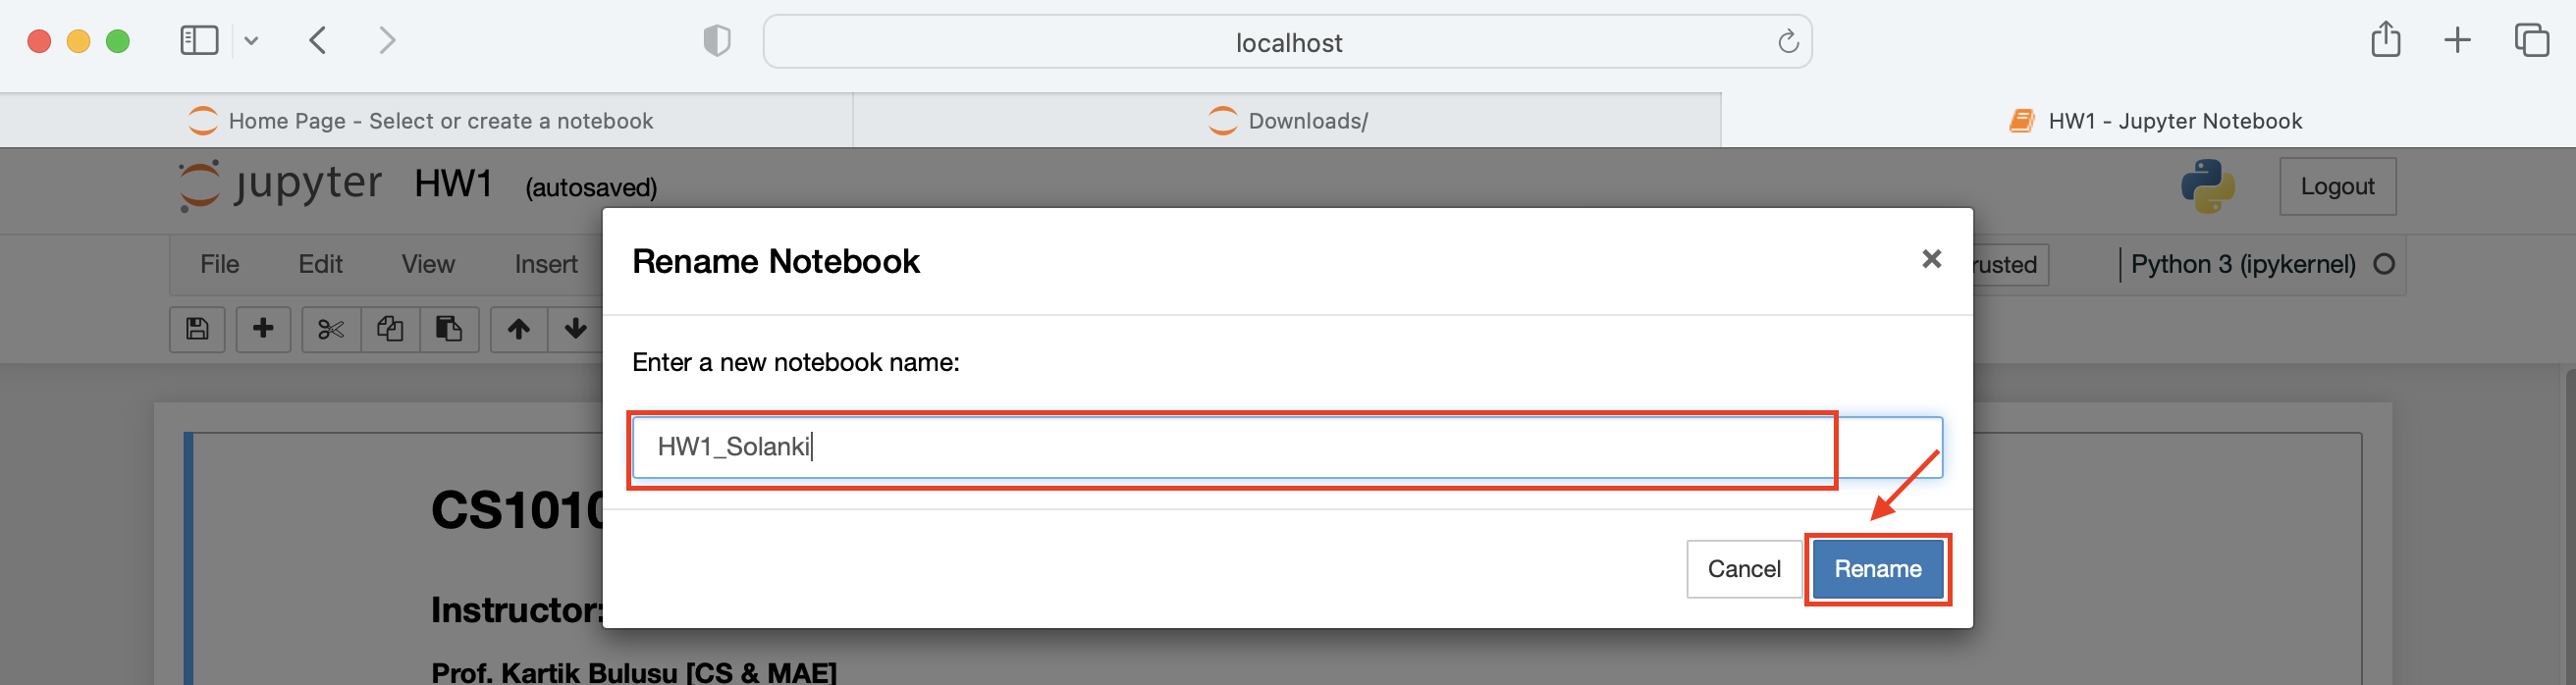 localhost
Home Page - Select or create a notebook
Downloads/
HW1 - Jupyter Notebook
jupyter HW1 (autosaved)
Logout
Rename Notebook
×
File Edit View Insert
rusted
Python 3 (ipykernel)
Enter a new notebook name:
HW1_Solanki
CS1010
Cancel
Rename
Instructor:
Prof. Kartik Bulusu [CS & MAE]